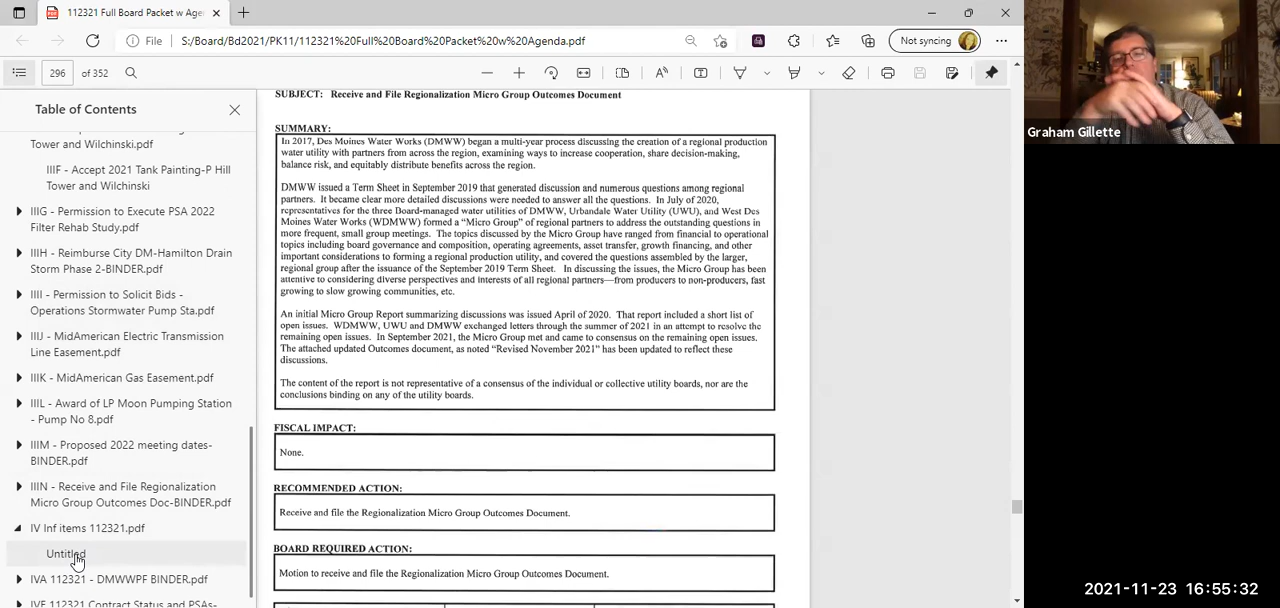 112321 Full Board Packet w Age
File
S:/Board/Bd2021/PK11/112321%20Full%20Board%20Packet%20w%20Agenda.pdf
Not syncing
296 of 352
Table of Contents
Tower and Wilchinski.pdf
IIIF - Accept 2021 Tank Painting-P Hill
Tower and Wilchinski
IIIG - Permission to Execute PSA 2022
Filter Rehab Study.pdf
IIIH - Reimburse City DM-Hamilton Drain
Storm Phase 2-BINDER.pdf
IIII - Permission to Solicit Bids -
Operations Stormwater Pump Sta.pdf
IIIJ - MidAmerican Electric Transmission
Line Easement.pdf
IIIK - MidAmerican Gas Easement.pdf
IIIL - Award of LP Moon Pumping Station
- Pump No 8.pdf
IIIM - Proposed 2022 meeting dates-
BINDER.pdf
IIIN - Receive and File Regionalization
Micro Group Outcomes Doc-BINDER.pdf
IV Inf items 112321.pdf
Untitled
IVA 112321 - DMWWPF BINDER.pdf
IVF 112321 Contract Status and PSAs-
SUBJECT: Receive and File Regionalization Micro Group Outcomes Document
SUMMARY:
In 2017, Des Moines Water Works (DMWW) began a multi-year process discussing the creation of a regional production
water utility with partners from across the region, examining ways to increase cooperation, share decision-making,
balance risk, and equitably distribute benefits across the region.
DMWW issued a Term Sheet in September 2019 that generated discussion and numerous questions among regional
partners. It became clear more detailed discussions were needed to answer all the questions. In July of 2020,
representatives for the three Board-managed water utilities of DMWW, Urbandale Water Utility (UWU), and West Des
Moines Water Works (WDMWW) formed a “Micro Group” of regional partners to address the outstanding questions in
more frequent, small group meetings. The topics discussed by the Micro Group have ranged from financial to operational
topics including board governance and composition, operating agreements, asset transfer, growth financing, and other
important considerations to forming a regional production utility, and covered the questions assembled by the larger,
regional group after the issuance of the September 2019 Term Sheet. In discussing the issues, the Micro Group has been
attentive to considering diverse perspectives and interests of all regional partners—from producers to non-producers, fast
growing to slow growing communities, etc.
An initial Micro Group Report summarizing discussions was issued April of 2020. That report included a short list of
open issues. WDMWW, UWU and DMWW exchanged letters through the summer of 2021 in an attempt to resolve the
remaining open issues. In September 2021, the Micro Group met and came to consensus on the remaining open issues.
The attached updated Outcomes document, as noted “Revised November 2021” has been updated to reflect these
discussions.
The content of the report is not representative of a consensus of the individual or collective utility boards, nor are the
conclusions binding on any of the utility boards.
FISCAL IMPACT:
None.
RECOMMENDED ACTION:
Receive and file the Regionalization Micro Group Outcomes Document.
BOARD REQUIRED ACTION:
Motion to receive and file the Regionalization Micro Group Outcomes Document.
Graham Gillette
2021-11-23 16:55:32